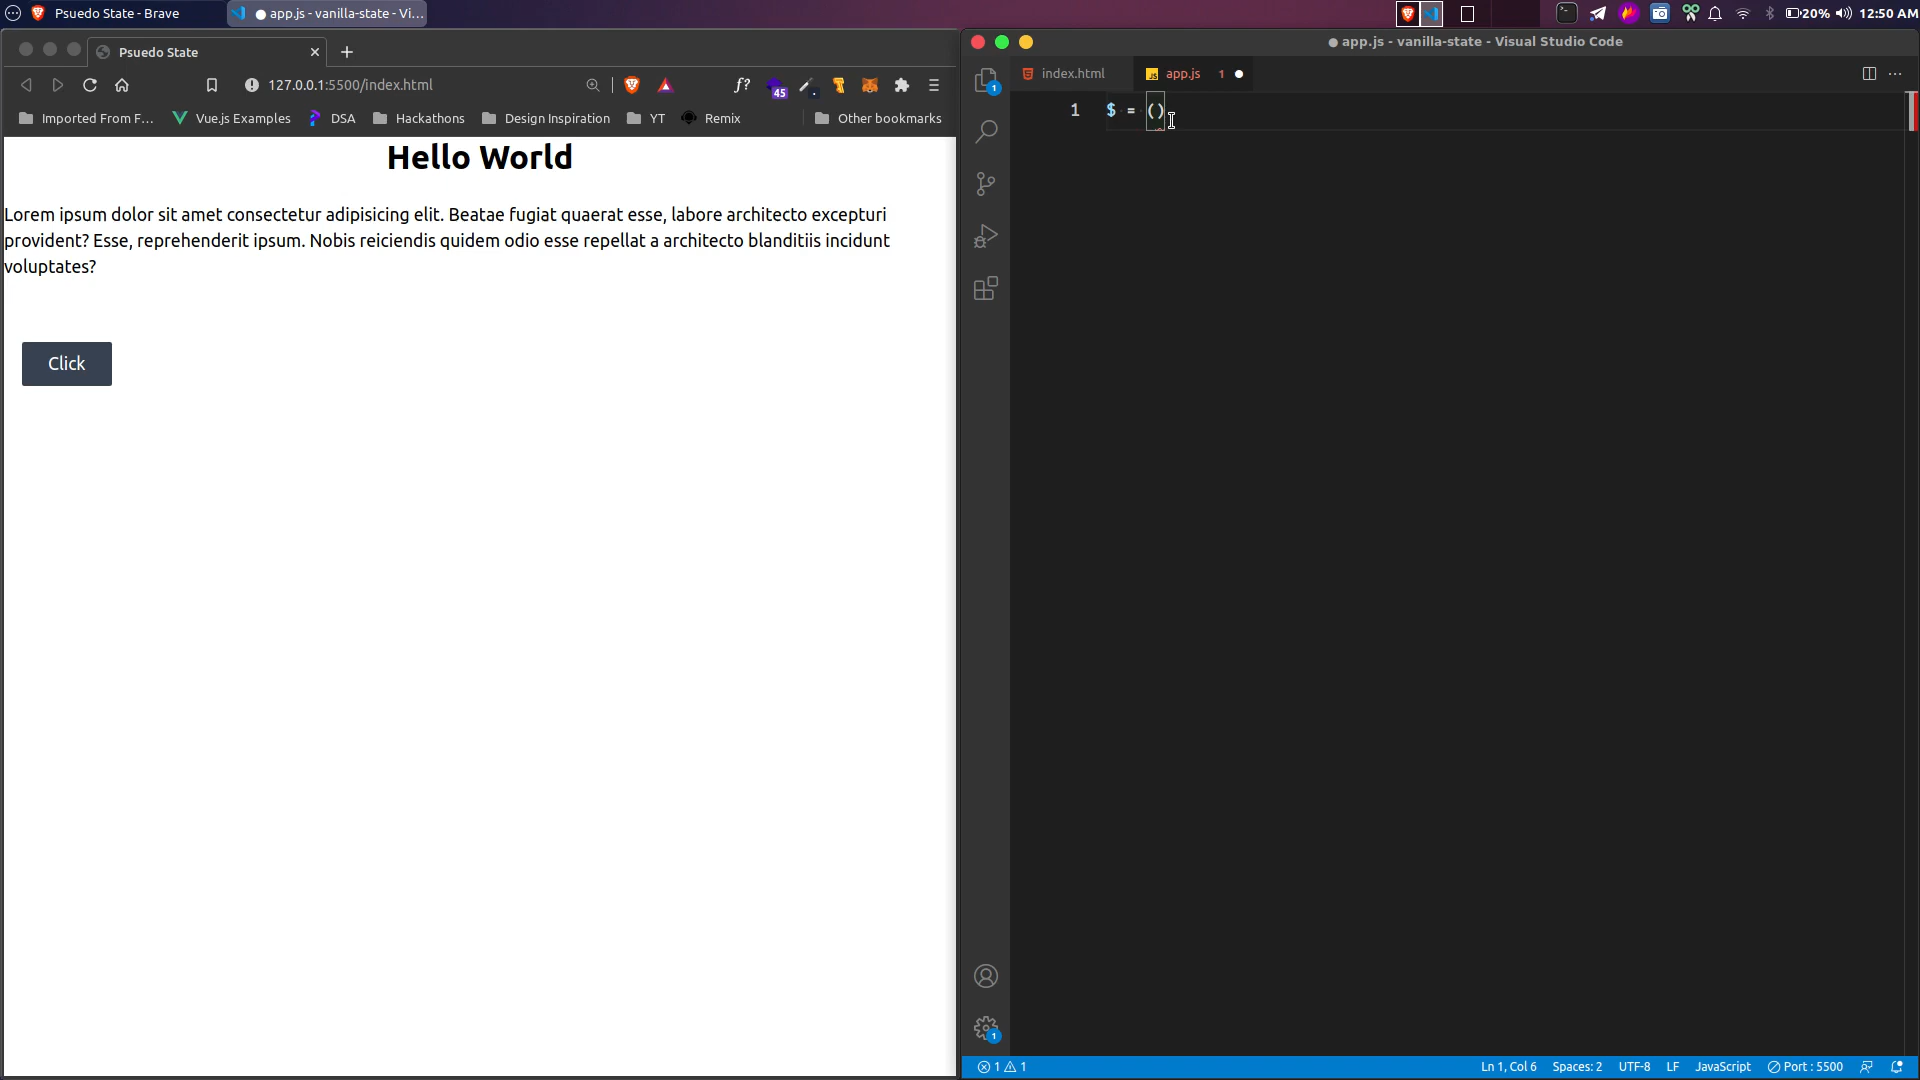 Psuedo State - Brave
● app.js - vanilla-state - Vi...
20%
12:50 AM
Psuedo State
127.0.0.1:5500/index.html
f?
45
Imported From F...
Vue.js Examples
DSA
Hackathons
Design Inspiration
YT
Remix
Other bookmarks
Hello World
Lorem ipsum dolor sit amet consectetur adipisicing elit. Beatae fugiat quaerat esse, labore architecto excepturi
provident? Esse, reprehenderit ipsum. Nobis reiciendis quidem odio esse repellat a architecto blanditiis incidunt
voluptates?
Click
● app.js - vanilla-state - Visual Studio Code
index.html
JS app.js 1
1
1 $ = ()
1
1 1
Ln 1, Col 6
Spaces: 2
UTF-8
LF
JavaScript
Port : 5500